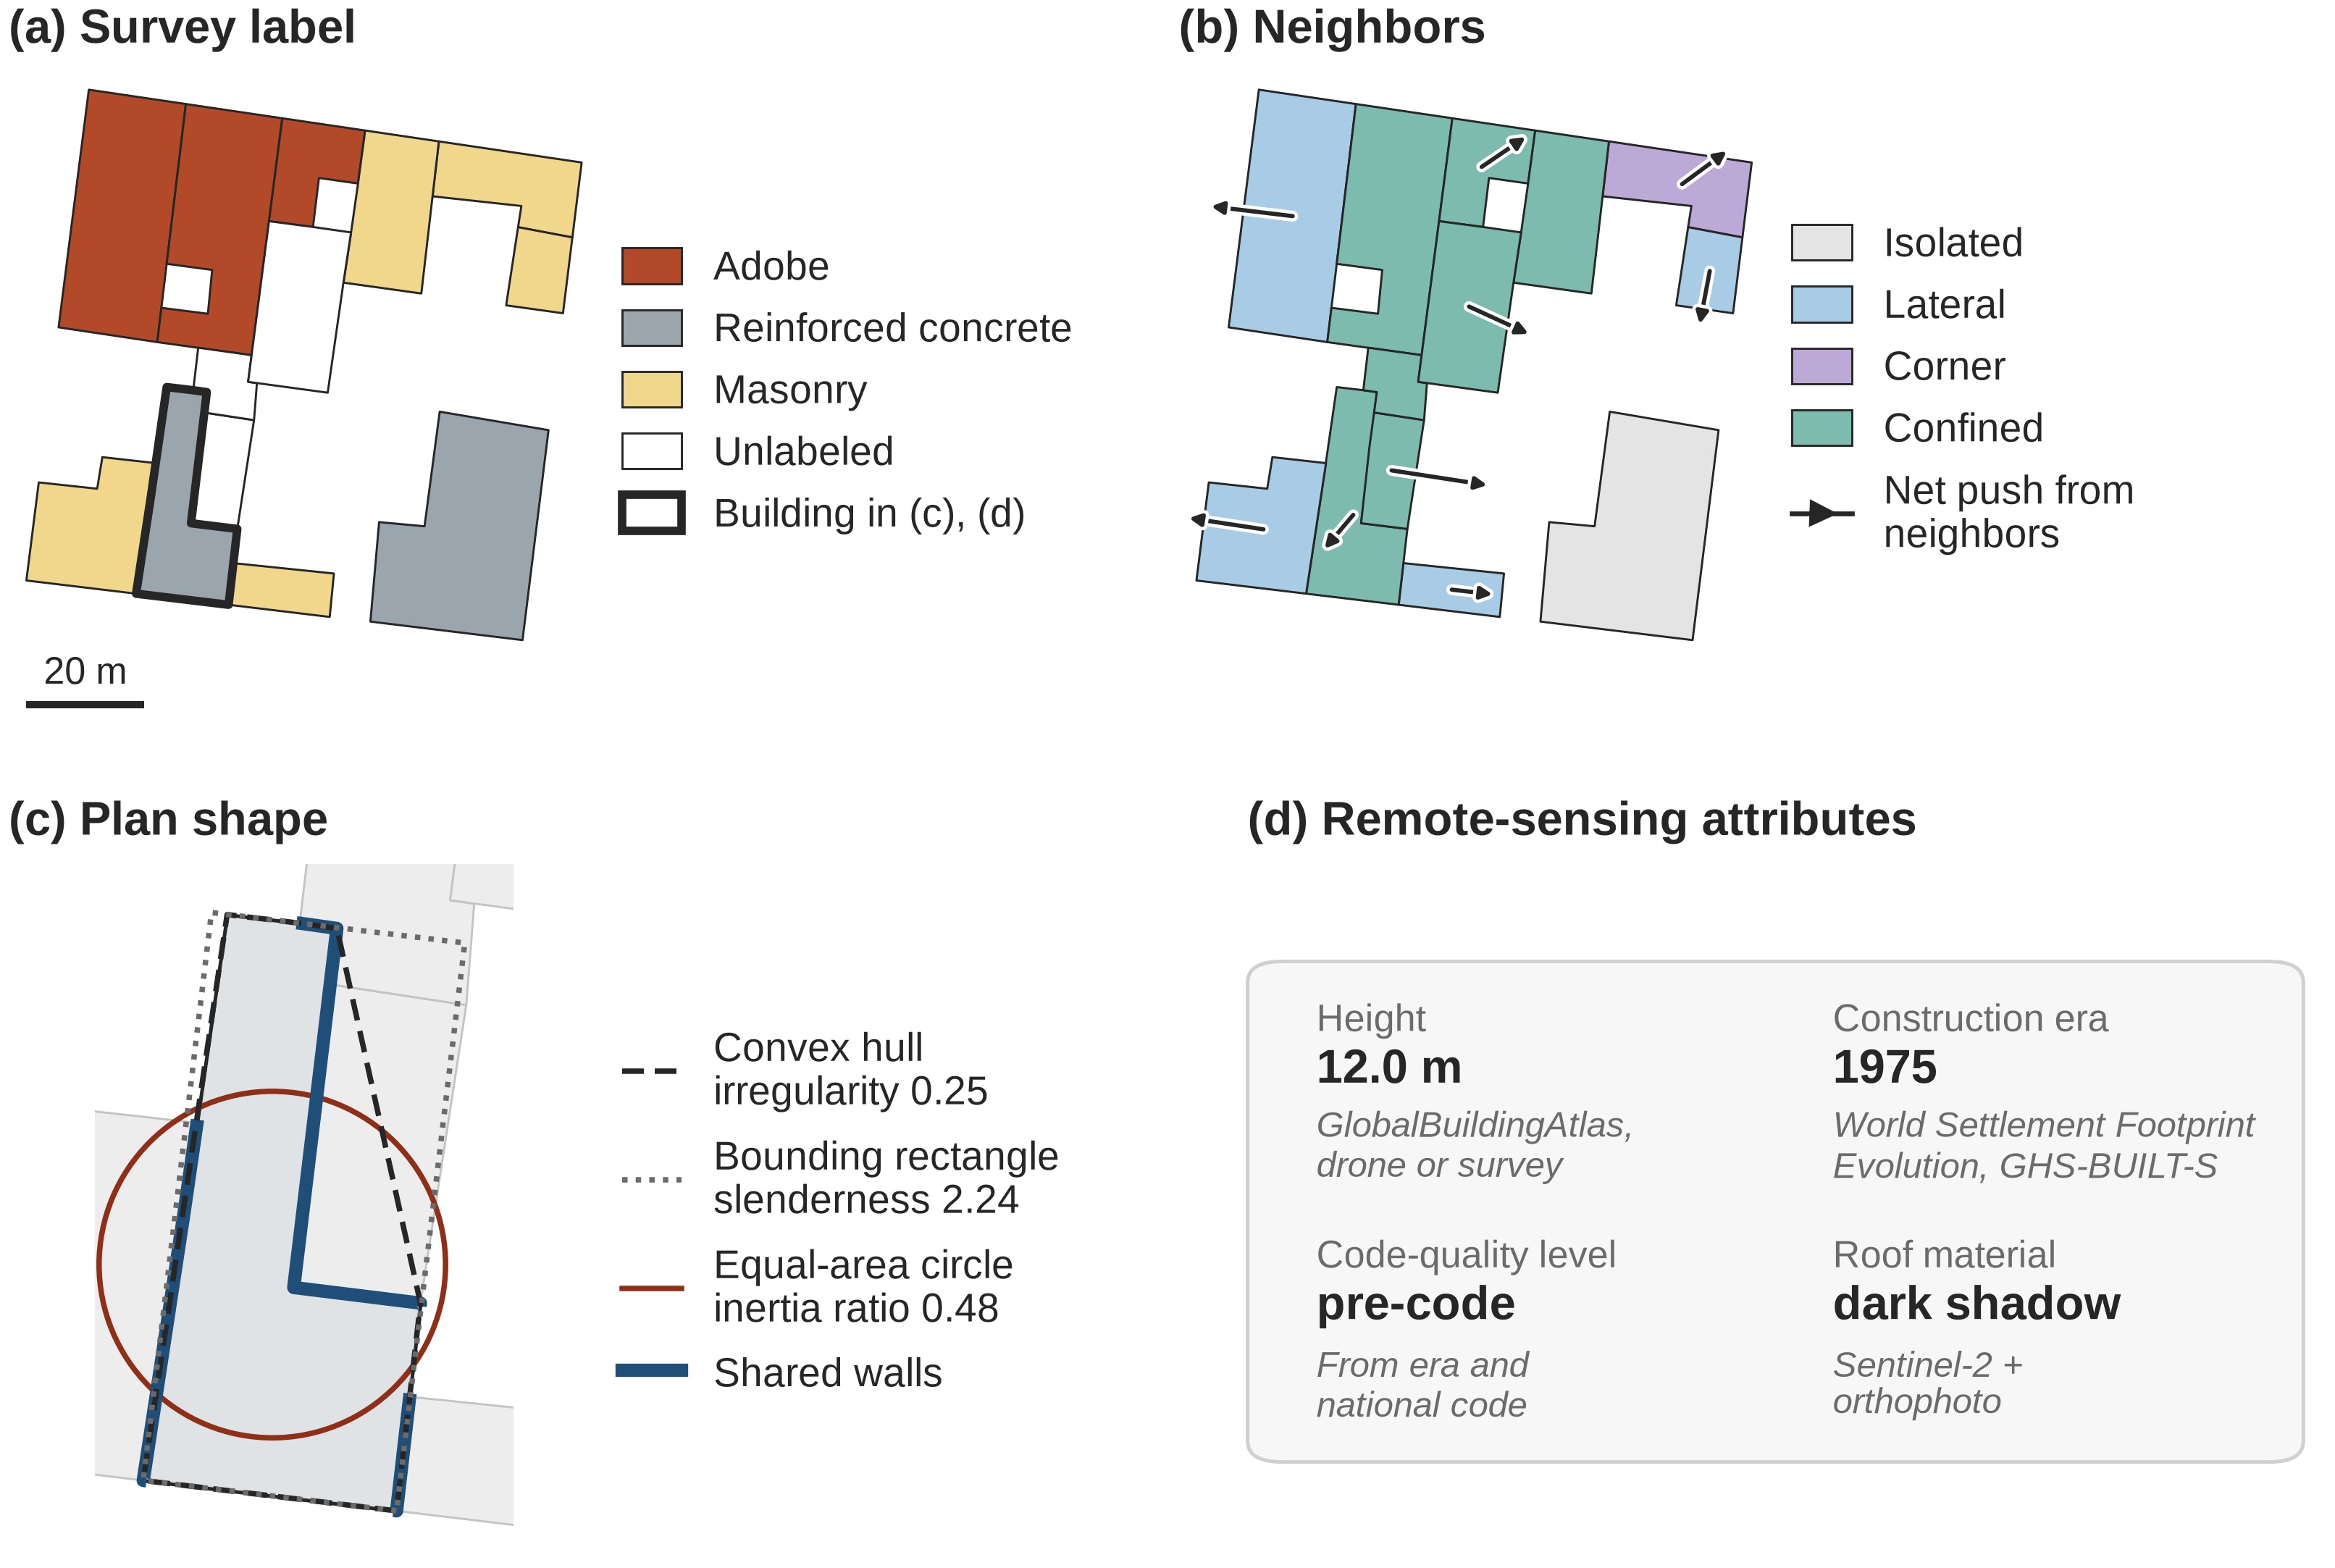 (a) Survey label
Adobe
Reinforced concrete
Masonry
Unlabeled
Building in (c), (d)
20 m
(b) Neighbors
Isolated
Lateral
Corner
Confined
Net push from
neighbors
(c) Plan shape
Convex hull
irregularity 0.25
Bounding rectangle
slenderness 2.24
Equal-area circle
inertia ratio 0.48
Shared walls
(d) Remote-sensing attributes
Height
12.0 m
GlobalBuildingAtlas,
drone or survey
Construction era
1975
World Settlement Footprint
Evolution, GHS-BUILT-S
Code-quality level
pre-code
From era and
national code
Roof material
dark shadow
Sentinel-2 +
orthophoto